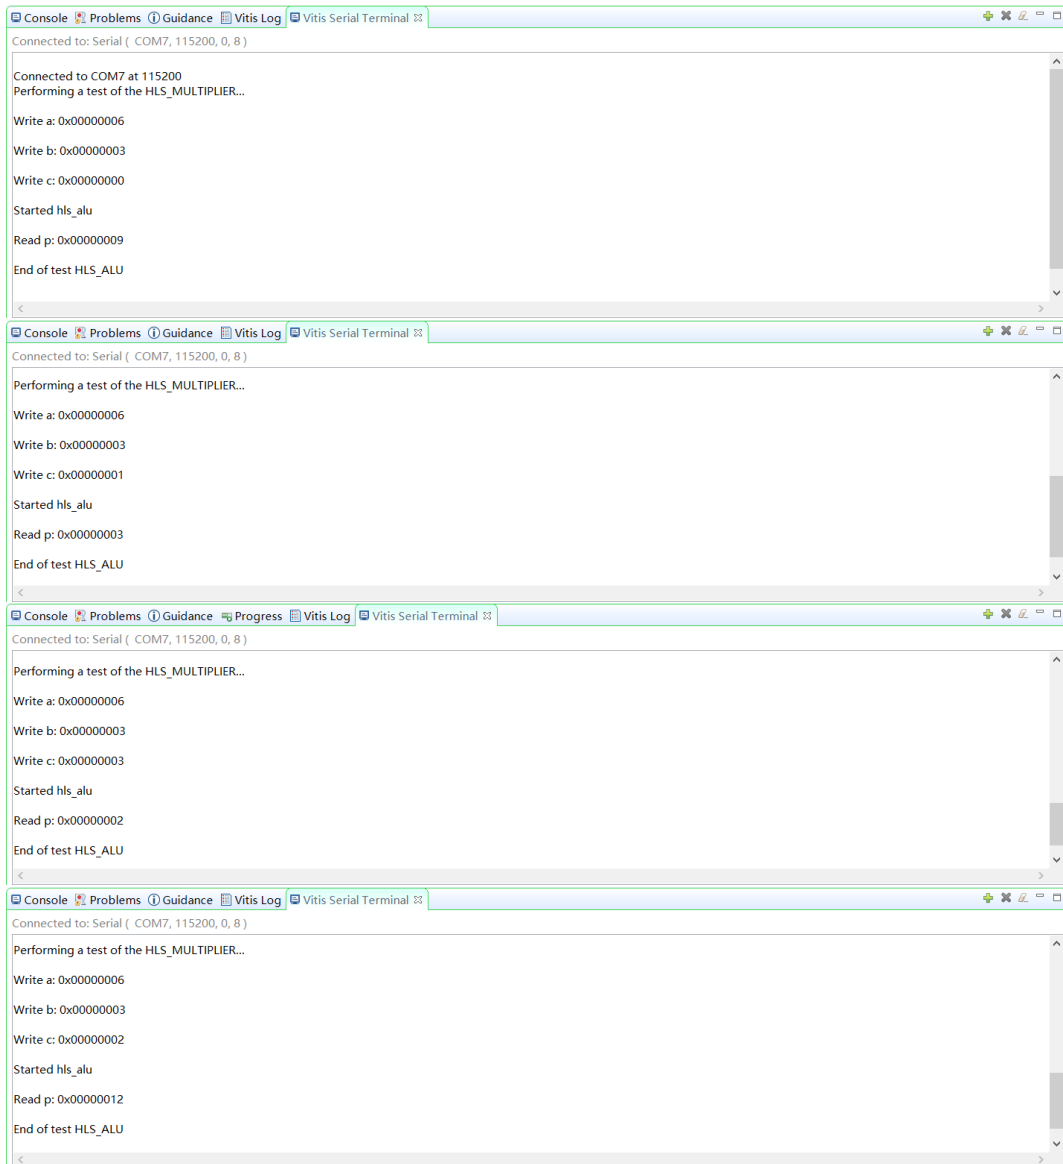 Console Problems Guidance Vitis Log Vitis Serial Terminal
Connected to: Serial ( COM7, 115200, 0, 8 )
Connected to COM7 at 115200
Performing a test of the HLS_MULTIPLIER...
Write a: 0x00000006
Write b: 0x00000003
Write c: 0x00000000
Started hls_alu
Read p: 0x00000009
End of test HLS_ALU
Console Problems Guidance Vitis Log Vitis Serial Terminal
Connected to: Serial ( COM7, 115200, 0, 8 )
Performing a test of the HLS_MULTIPLIER...
Write a: 0x00000006
Write b: 0x00000003
Write c: 0x00000001
Started hls_alu
Read p: 0x00000003
End of test HLS_ALU
Console Problems Guidance Progress Vitis Log Vitis Serial Terminal
Connected to: Serial ( COM7, 115200, 0, 8 )
Performing a test of the HLS_MULTIPLIER...
Write a: 0x00000006
Write b: 0x00000003
Write c: 0x00000003
Started hls_alu
Read p: 0x00000002
End of test HLS_ALU
Console Problems Guidance Vitis Log Vitis Serial Terminal
Connected to: Serial ( COM7, 115200, 0, 8 )
Performing a test of the HLS_MULTIPLIER...
Write a: 0x00000006
Write b: 0x00000003
Write c: 0x00000002
Started hls_alu
Read p: 0x00000012
End of test HLS_ALU